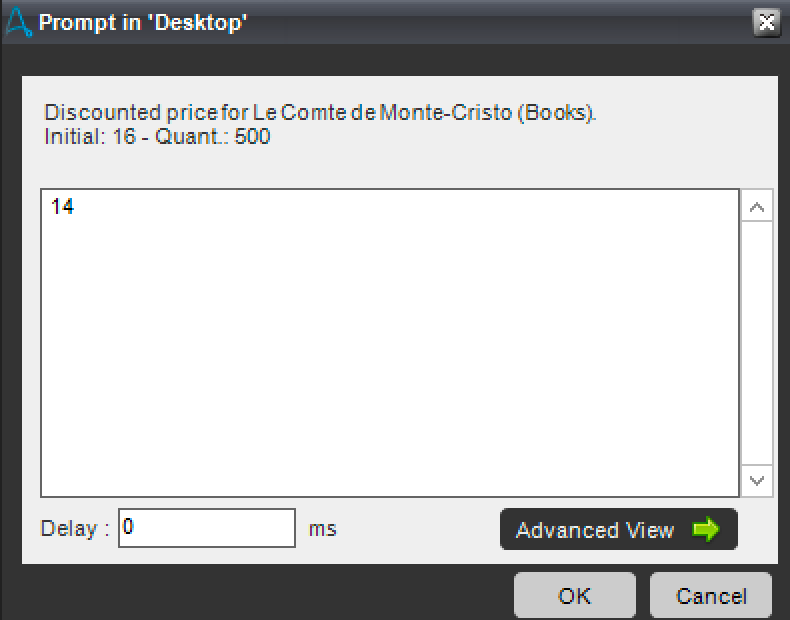 Prompt in 'Desktop'
Discounted price for Le Comte de Monte-Cristo (Books).
Initial: 16 - Quant.: 500
14
Delay : 0 ms
Advanced View
OK Cancel